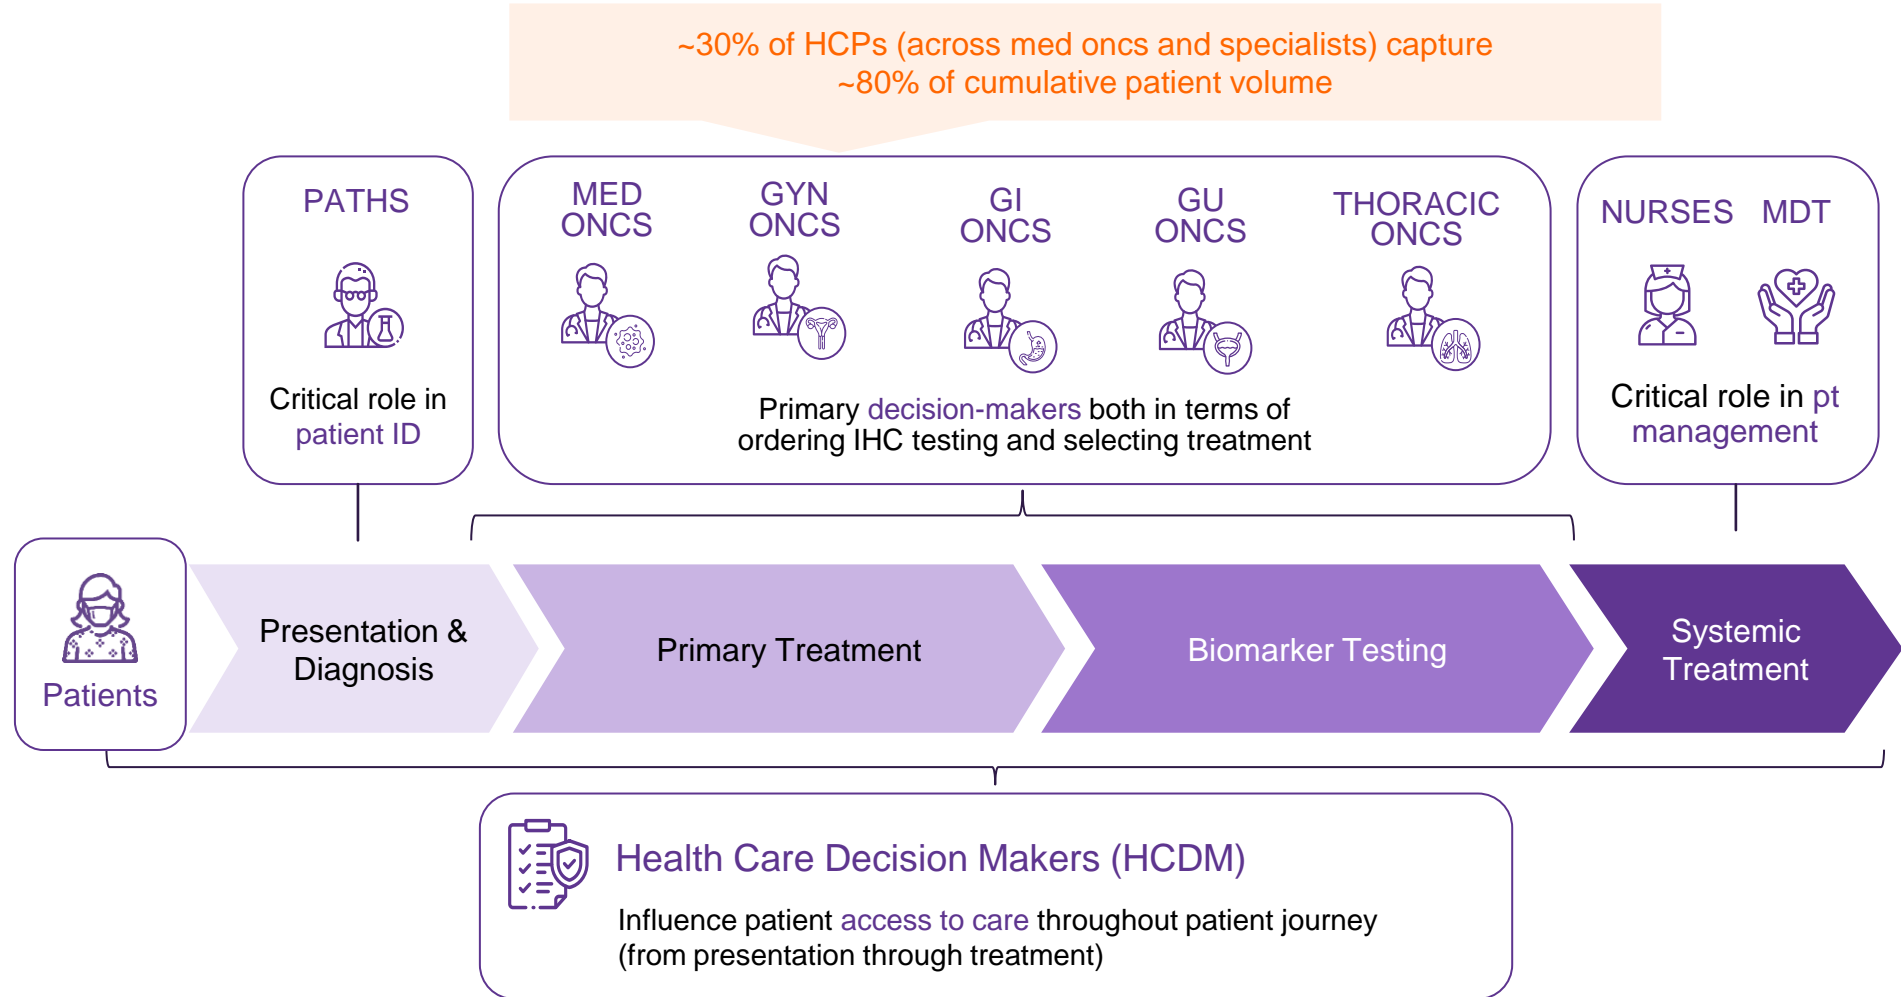 ~30% of HCPs (across med oncs and specialists) capture
~80% of cumulative patient volume
PATHS
Critical role in
patient ID
MED
ONCS
GYN
ONCS
GI
ONCS
GU
ONCS
THORACIC
ONCS
Primary decision-makers both in terms of
ordering IHC testing and selecting treatment
NURSES
MDT
Critical role in pt
management
Patients
Presentation &
Diagnosis
Primary Treatment
Biomarker Testing
Systemic
Treatment
Health Care Decision Makers (HCDM)
Influence patient access to care throughout patient journey
(from presentation through treatment)